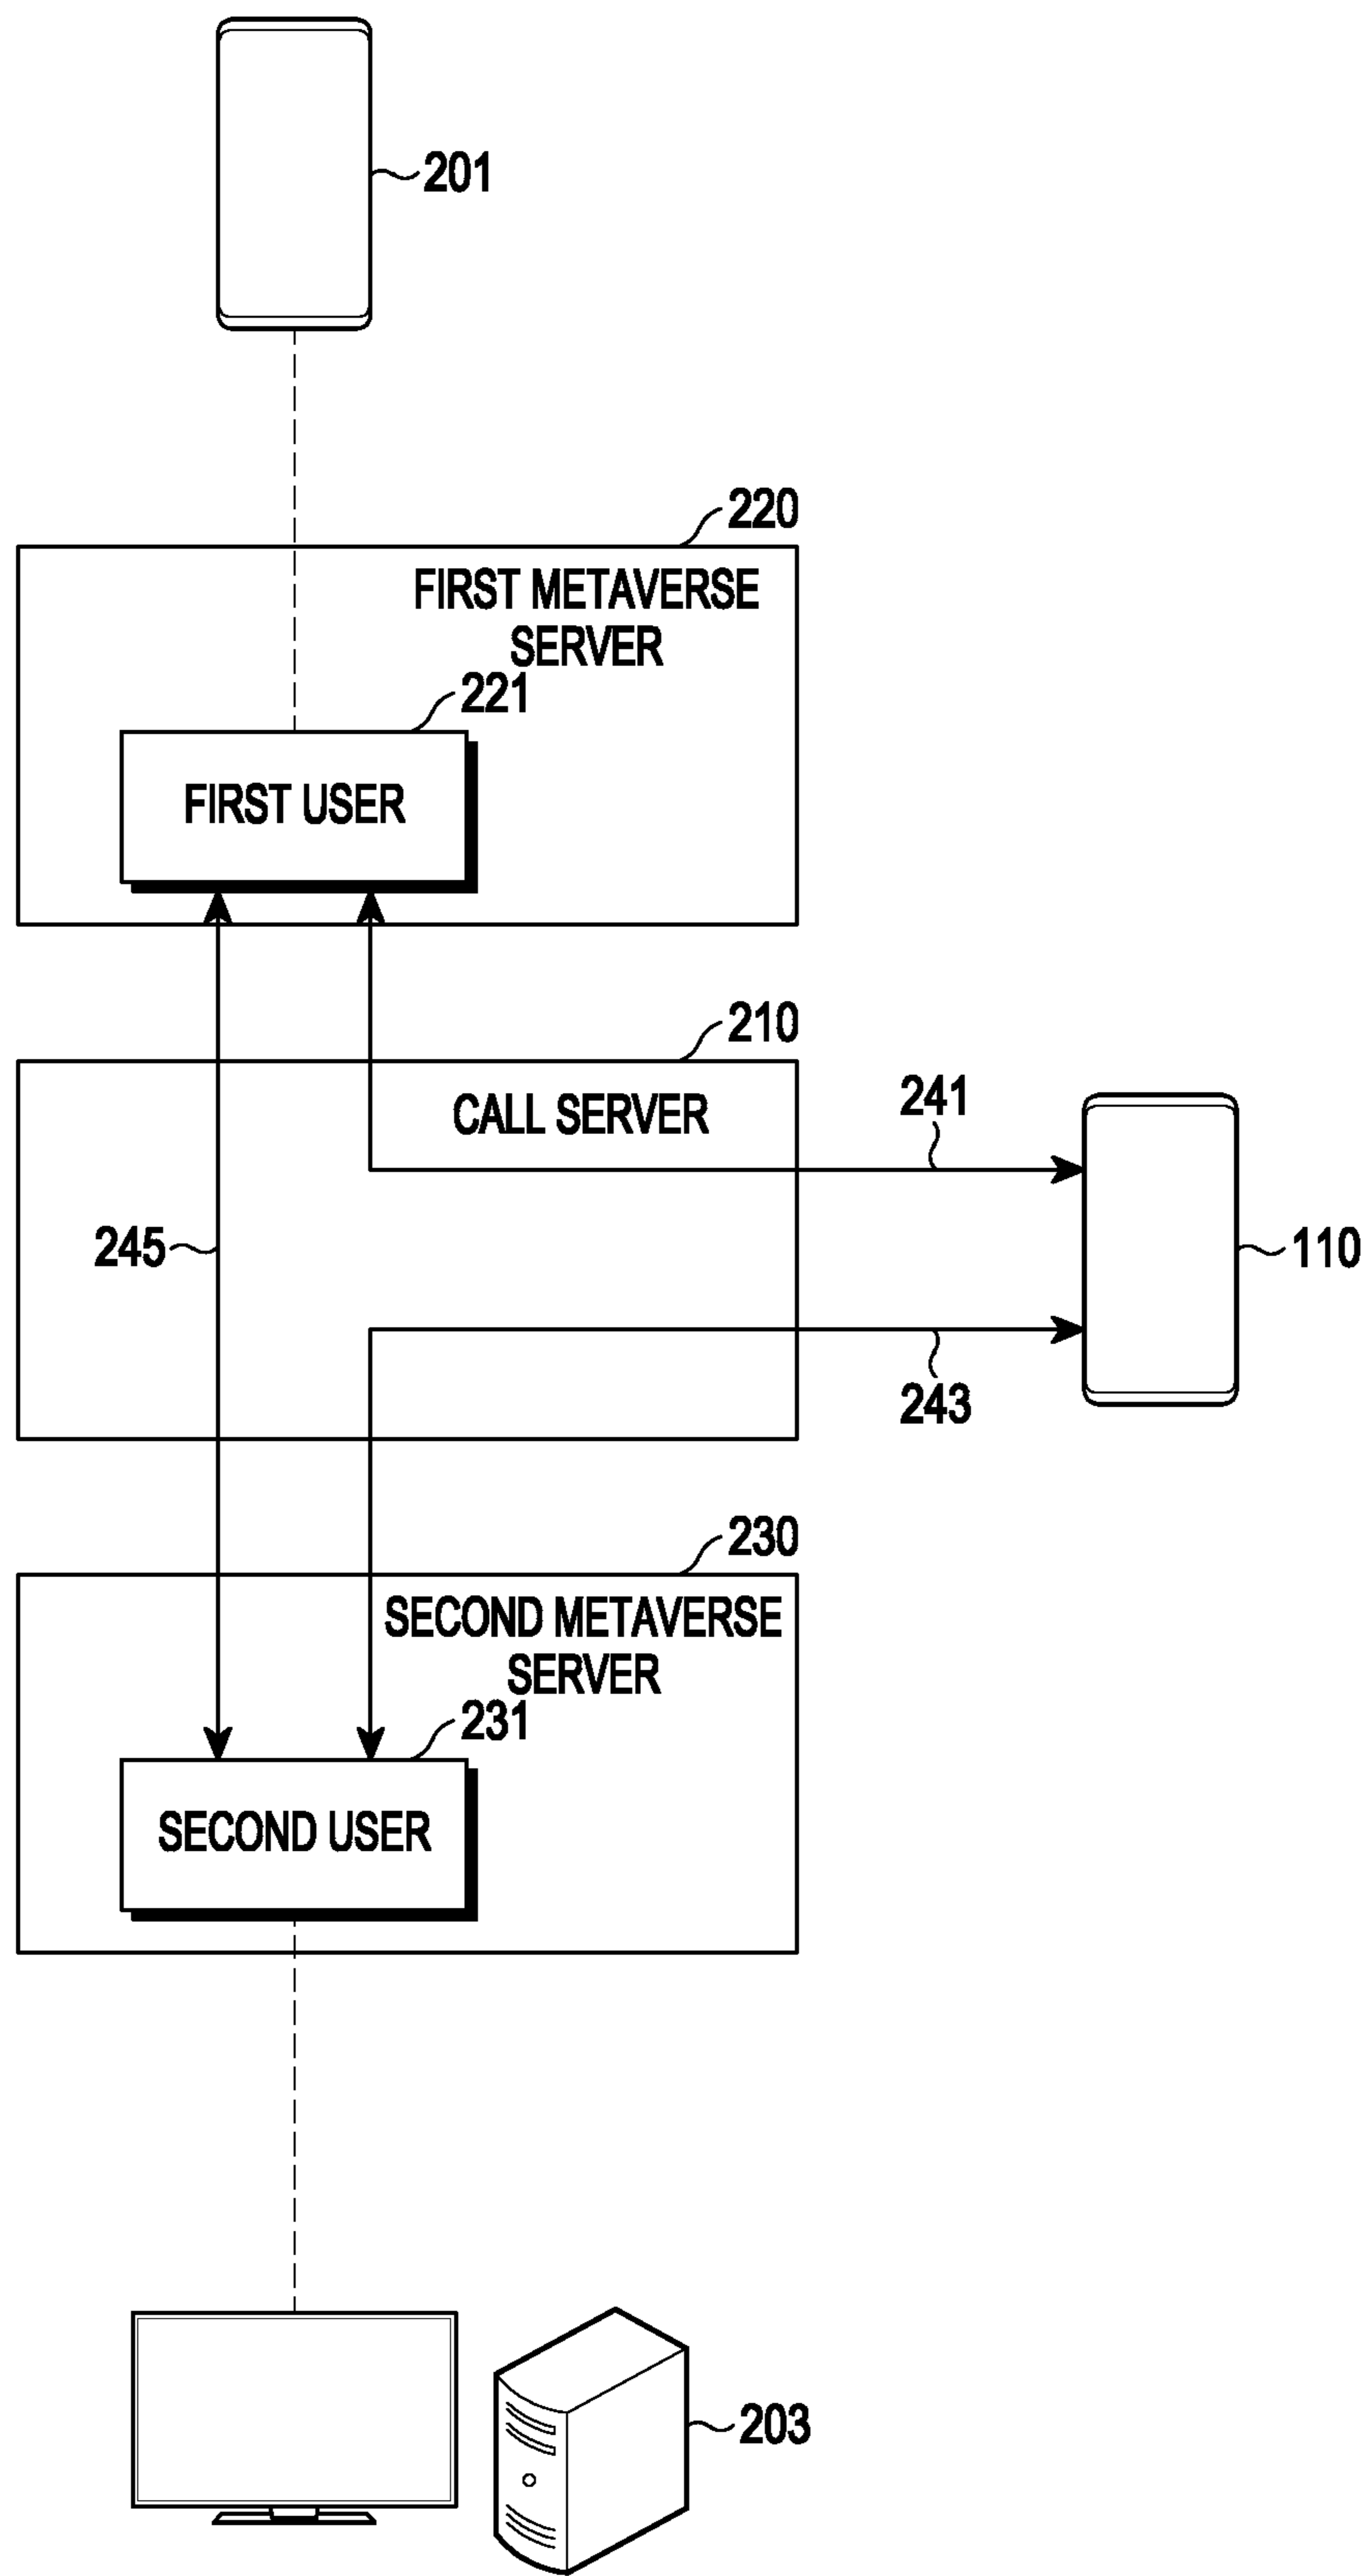 201
220
FIRST METAVERSE
SERVER
221
FIRST USER
210
CALL SERVER
241
245
110
243
230
SECOND METAVERSE
SERVER
231
SECOND USER
203